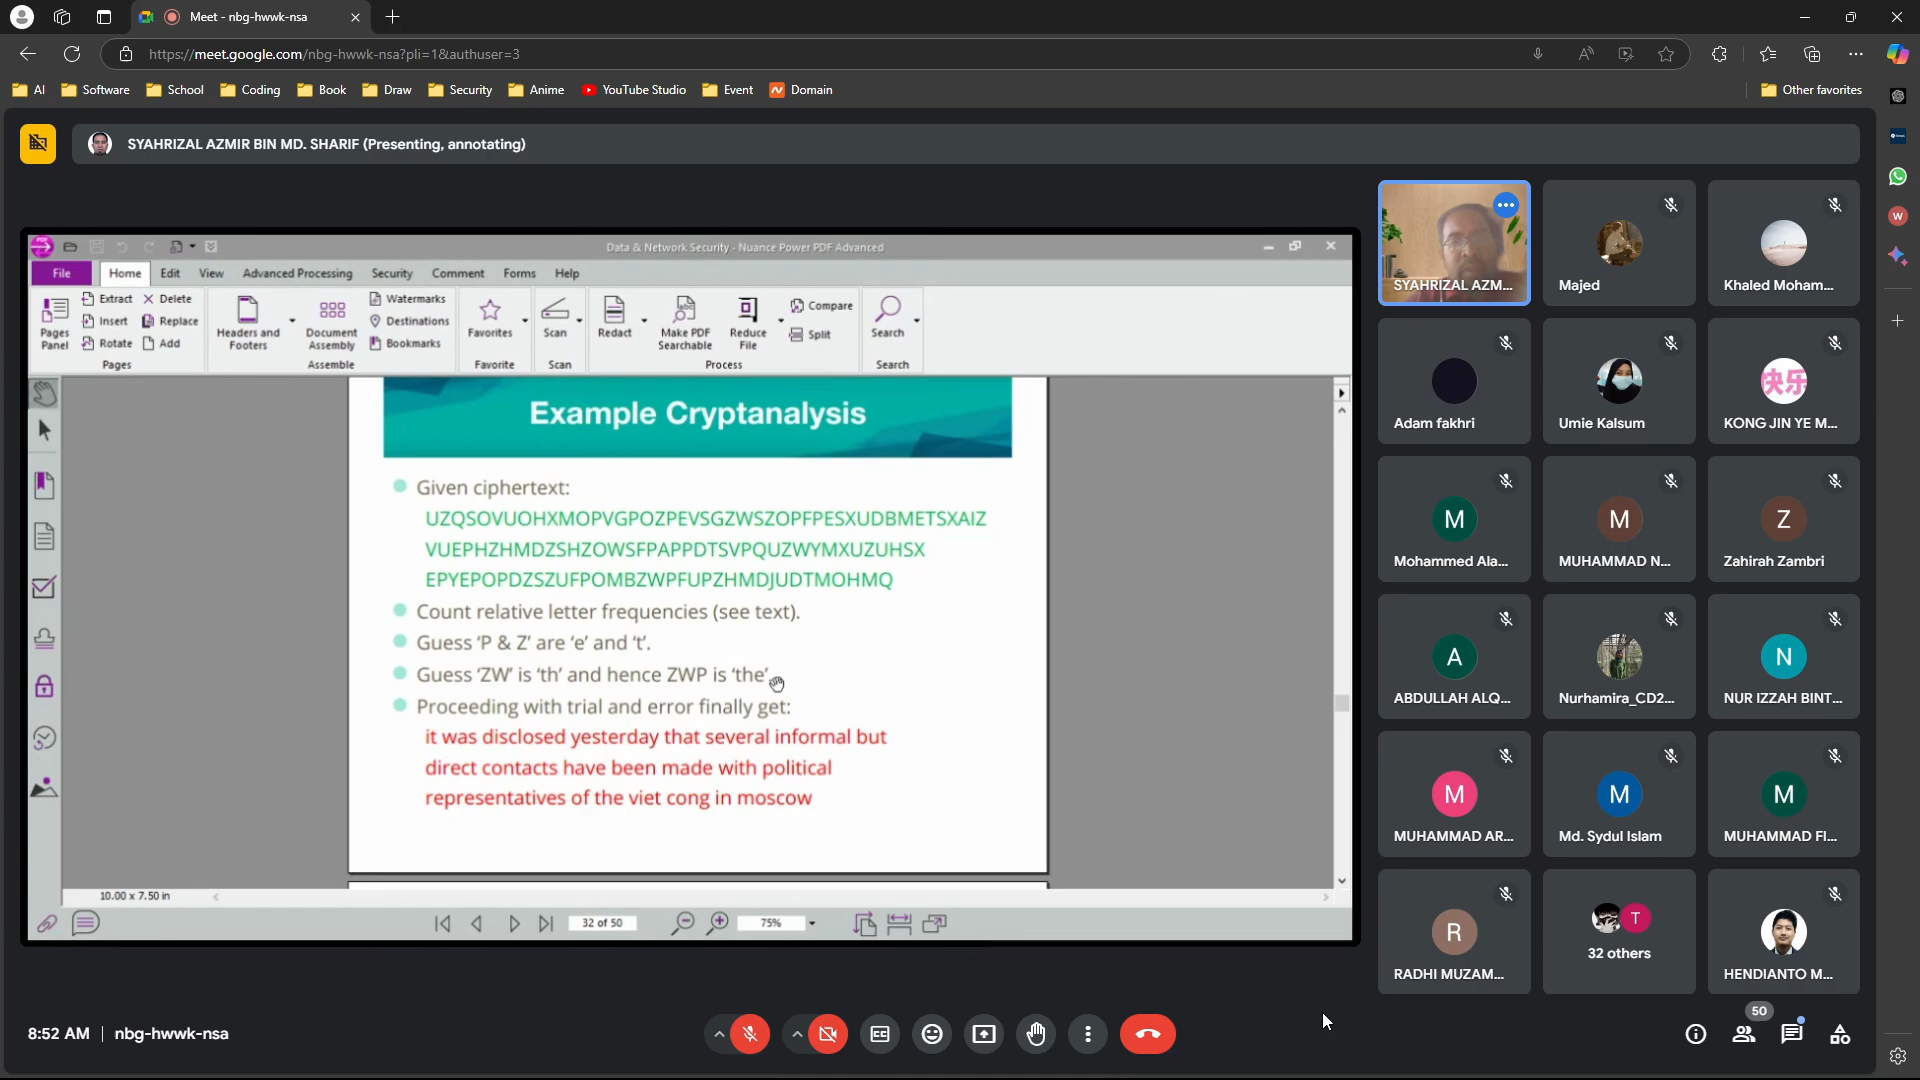 Meet - nbg-hwwk-nsa
https://meet.google.com/nbg-hwwk-nsa?pli=1&authuser=3
AI Software School Coding Book Draw Security Anime YouTube Studio Event Domain Other favorites
SYAHRIZAL AZMIR BIN MD. SHARIF (Presenting, annotating)
Data & Network Security - Nuance Power PDF Advanced
File Home Edit View Advanced Processing Security Comment Forms Help
Pages Panel
Extract Delete
Insert Replace
Rotate Add
Pages
Headers and Footers
Document Assembly
Watermarks
Destinations
Bookmarks
Assemble
Favorites
Favorite
Scan
Scan
Redact
Make PDF Searchable
Reduce File
Compare
Split
Process
Search
Search
Example Cryptanalysis
Given ciphertext:
UZQSOVUOHXMOPVGPOZPEVSGZWSZOPFPESXUDBMETSXAIZ
VUEPHZHMDZSHZOWSFPAPPDTSVPQUZWYMXUZUHSX
EPYEPOPDZSZUFPOMBZWPFUPZHMDJUDTMOHMQ
Count relative letter frequencies (see text).
Guess ‘P & Z’ are ‘e’ and ‘t’.
Guess ‘ZW’ is ‘th’ and hence ZWP is ‘the’
Proceeding with trial and error finally get:
it was disclosed yesterday that several informal but
direct contacts have been made with political
representatives of the viet cong in moscow
10.00 x 7.50 in
32 of 50
75%
SYAHRIZAL AZM...
Majed
Khaled Moham...
Adam fakhri
Umie Kalsum
快乐
KONG JIN YE M...
M
Mohammed Ala...
M
MUHAMMAD N...
Z
Zahirah Zambri
A
ABDULLAH ALQ...
Nurhamira_CD2...
N
NUR IZZAH BINT...
M
MUHAMMAD AR...
M
Md. Sydul Islam
M
MUHAMMAD FI...
R
RADHI MUZAM...
T
32 others
HENDIANTO M...
8:52 AM | nbg-hwwk-nsa
50